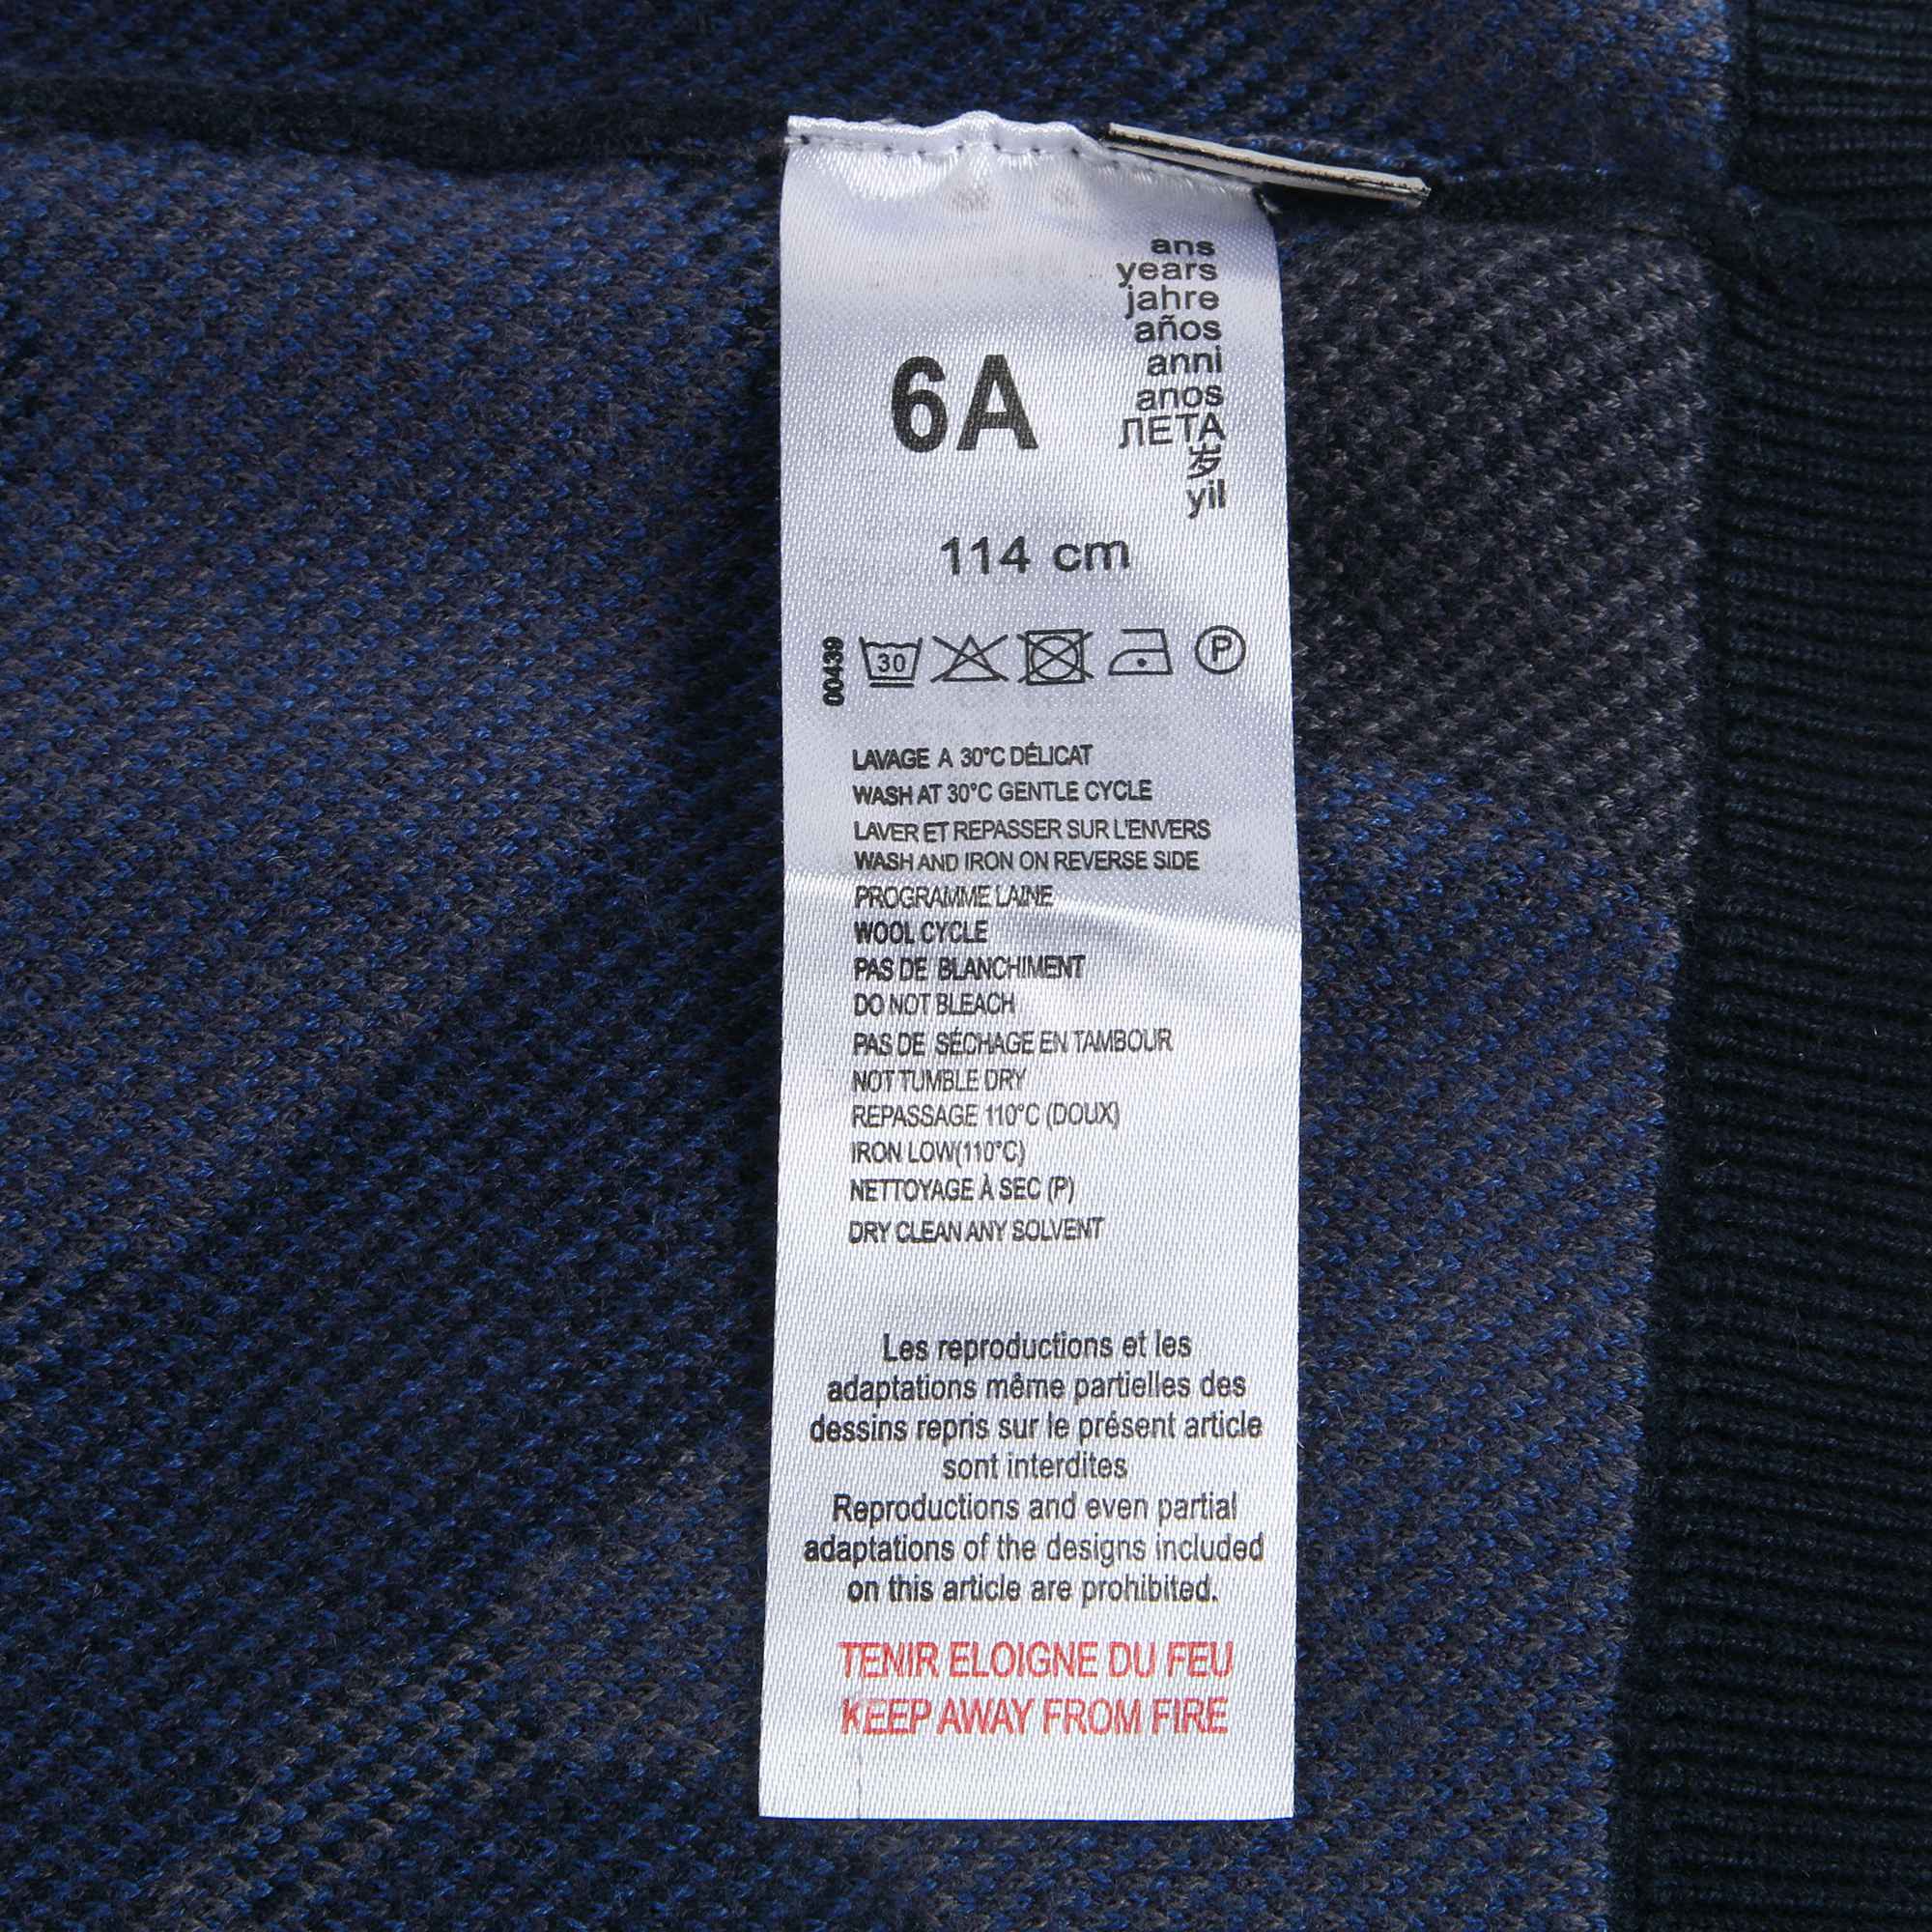 ans
years
jahre
años
anni
anos
ЛЕТА
岁
yil
6A
114 cm
00439
30
P
LAVAGE A 30°C DÉLICAT
WASH AT 30°C GENTLE CYCLE
LAVER ET REPASSER SUR L'ENVERS
WASH AND IRON ON REVERSE SIDE
PROGRAMME LAINE
WOOL CYCLE
PAS DE BLANCHIMENT
DO NOT BLEACH
PAS DE SÉCHAGE EN TAMBOUR
NOT TUMBLE DRY
REPASSAGE 110°C (DOUX)
IRON LOW(110°C)
NETTOYAGE À SEC (P)
DRY CLEAN ANY SOLVENT
Les reproductions et les
adaptations même partielles des
dessins repris sur le présent article
sont interdites
Reproductions and even partial
adaptations of the designs included
on this article are prohibited.
TENIR ELOIGNE DU FEU
KEEP AWAY FROM FIRE